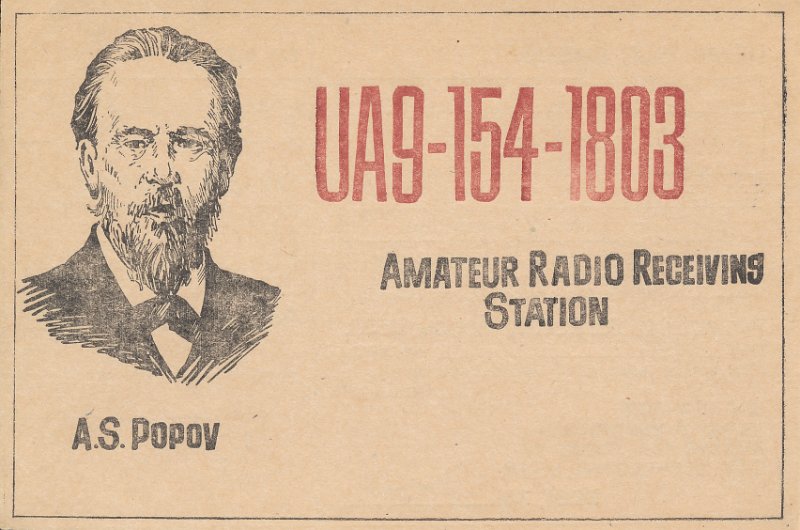 UA9-154-1803
AMATEUR RADIO RECEIVING
STATION
A.S. POPOV